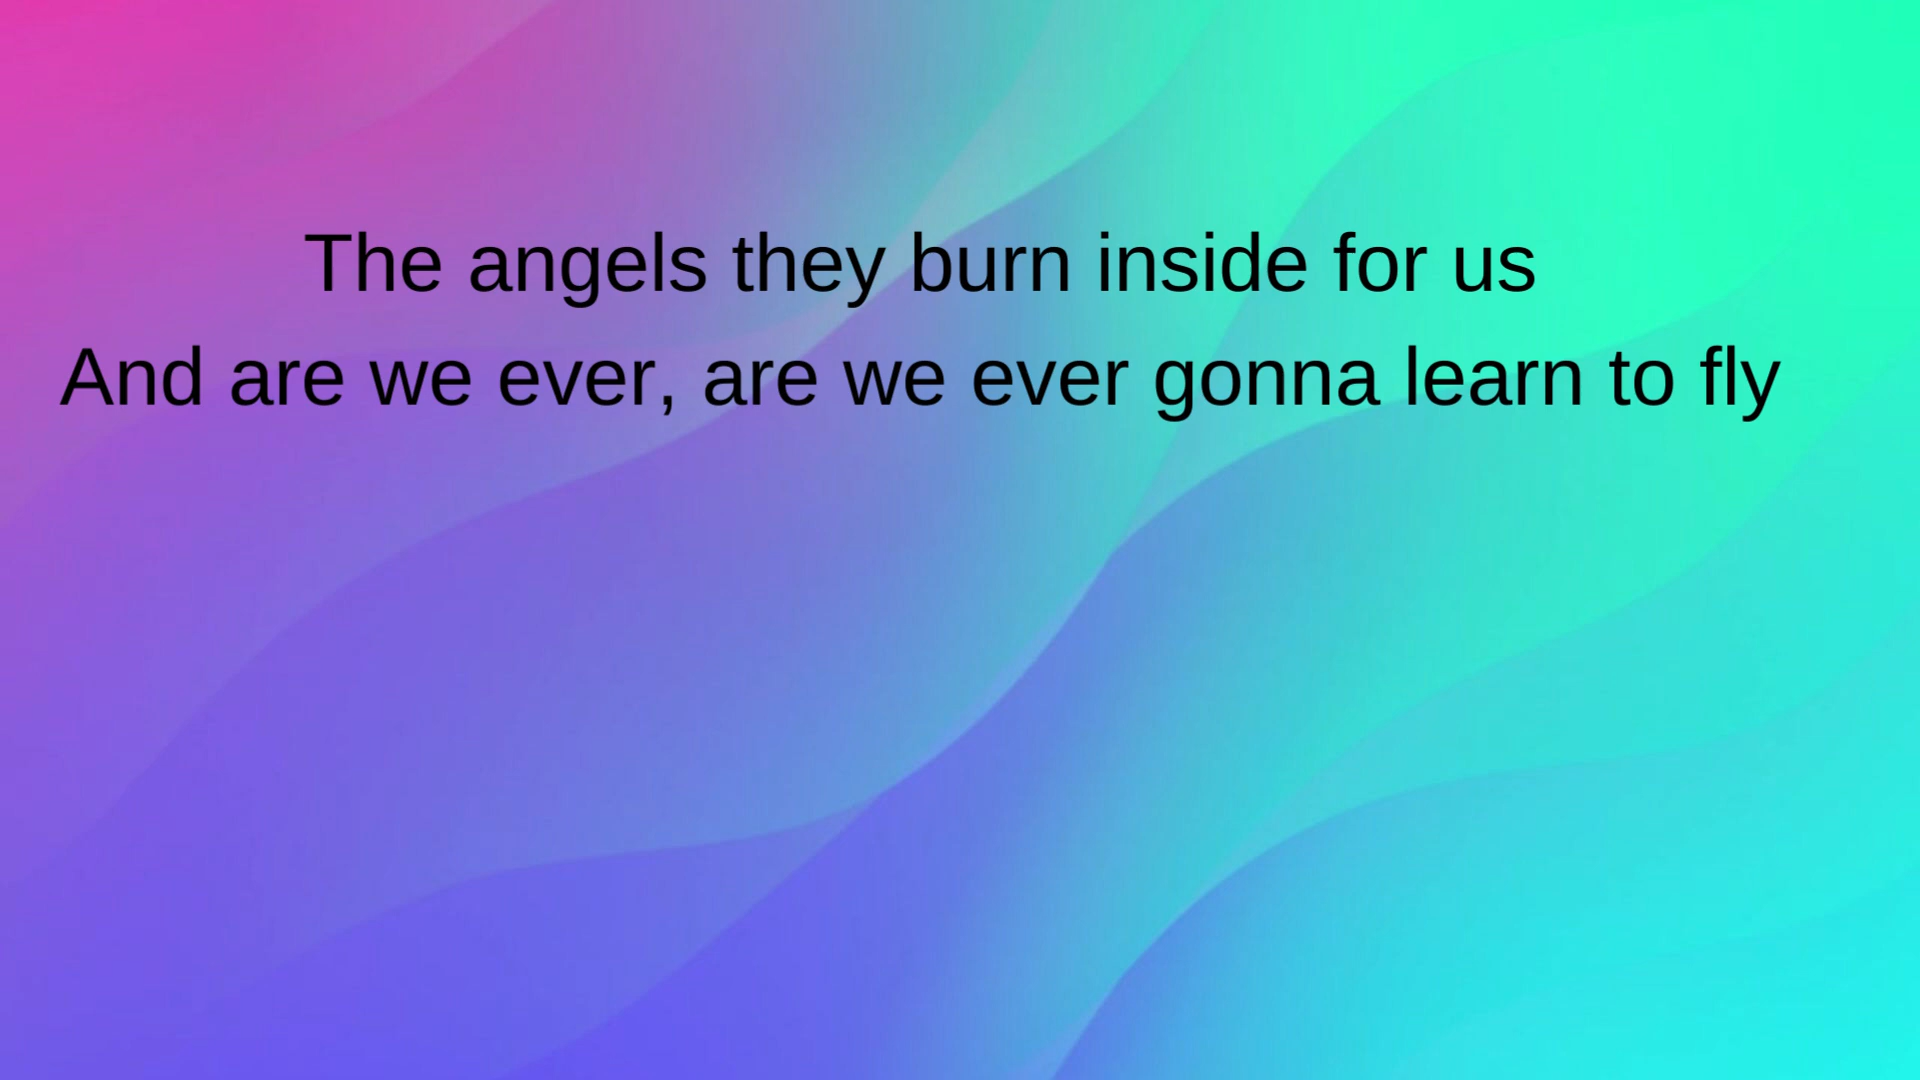 The angels they burn inside for us
And are we ever, are we ever gonna learn to fly